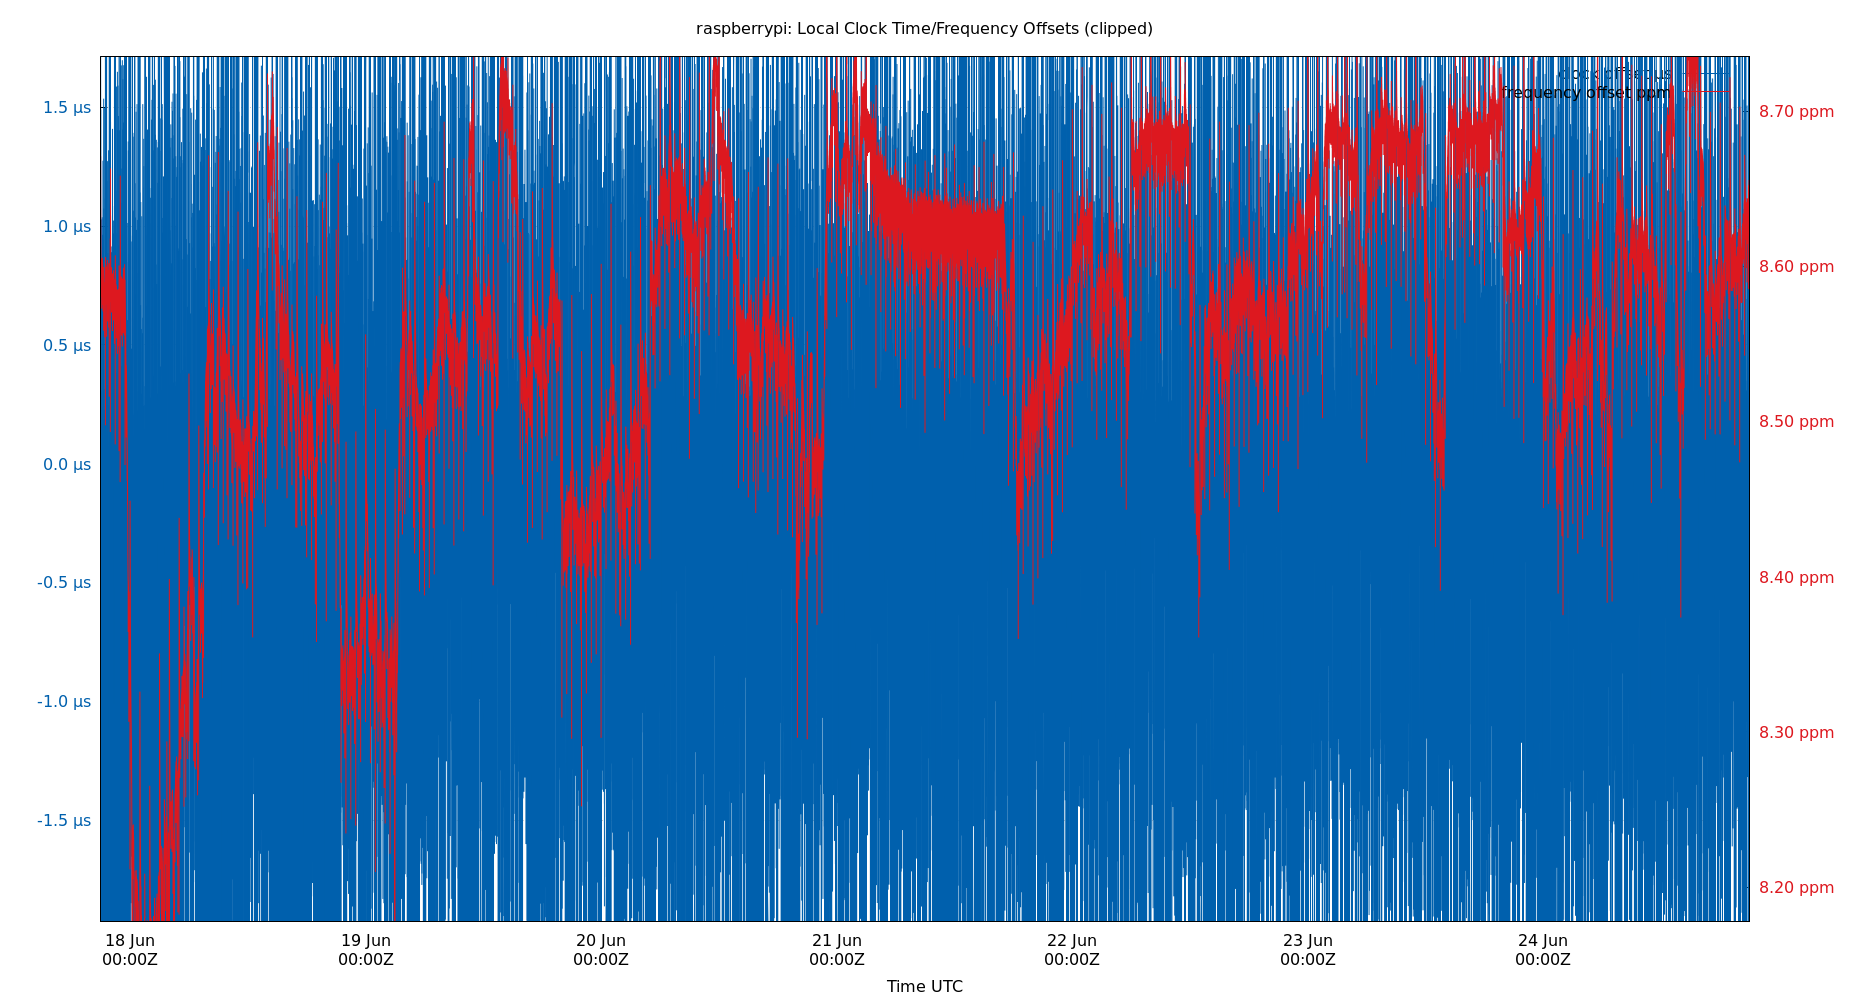 raspberrypi: Local Clock Time/Frequency Offsets (clipped)
clock offset µs
frequency offset ppm
1.5 µs
1.0 µs
0.5 µs
0.0 µs
-0.5 µs
-1.0 µs
-1.5 µs
8.70 ppm
8.60 ppm
8.50 ppm
8.40 ppm
8.30 ppm
8.20 ppm
18 Jun 19 Jun 20 Jun 21 Jun 22 Jun 23 Jun 24 Jun
00:00Z 00:00Z 00:00Z 00:00Z 00:00Z 00:00Z 00:00Z
Time UTC